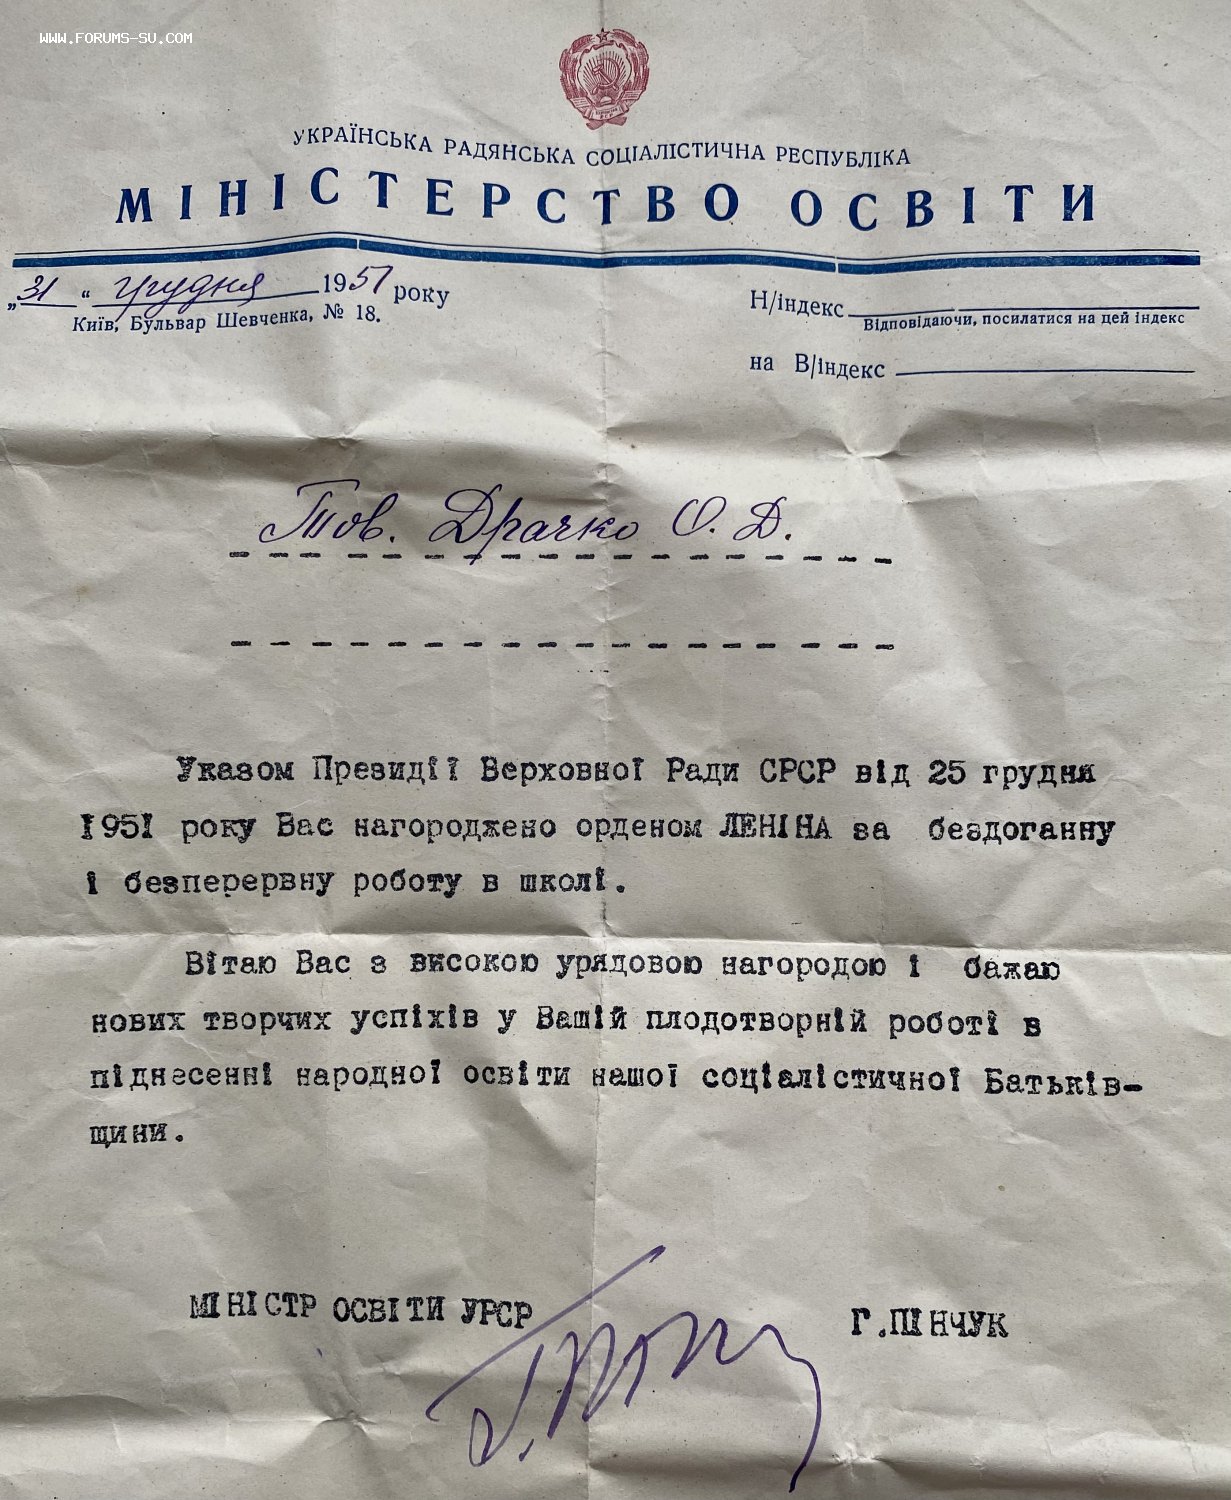 WWW.FORUMS-SU.COM
УКРАЇНСЬКА РАДЯНСЬКА СОЦІАЛІСТИЧНА РЕСПУБЛІКА
МІНІСТЕРСТВО ОСВІТИ
„31“ грудня 1951 року
Київ, Бульвар Шевченка, № 18.
Н/індекс
Відповідаючи, посилатися на цей індекс
на В/індекс
Тов. Драчко О. Д.
Указом Президії Верховної Ради СРСР від 25 грудня
1951 року Вас нагороджено орденом ЛЕНІНА за бездоганну
і безперервну роботу в школі.
Вітаю Вас з високою урядовою нагородою і бажаю
нових творчих успіхів у Вашій плодотворній роботі в
піднесенні народної освіти нашої соціалістичної Батьків-
щини.
МІНІСТР ОСВІТИ УРСР
Г.ПІНЧУК